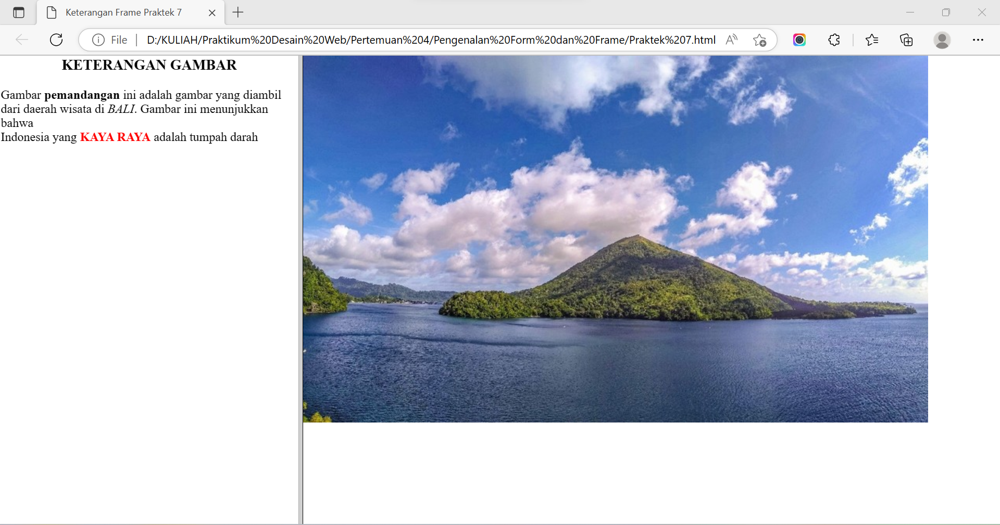 Keterangan Frame Praktek 7
File
D:/KULIAH/Praktikum%20Desain%20Web/Pertemuan%204/Pengenalan%20Form%20dan%20Frame/Praktek%207.html
KETERANGAN GAMBAR
Gambar pemandangan ini adalah gambar yang diambil
dari daerah wisata di BALI. Gambar ini menunjukkan
bahwa
Indonesia yang KAYA RAYA adalah tumpah darah